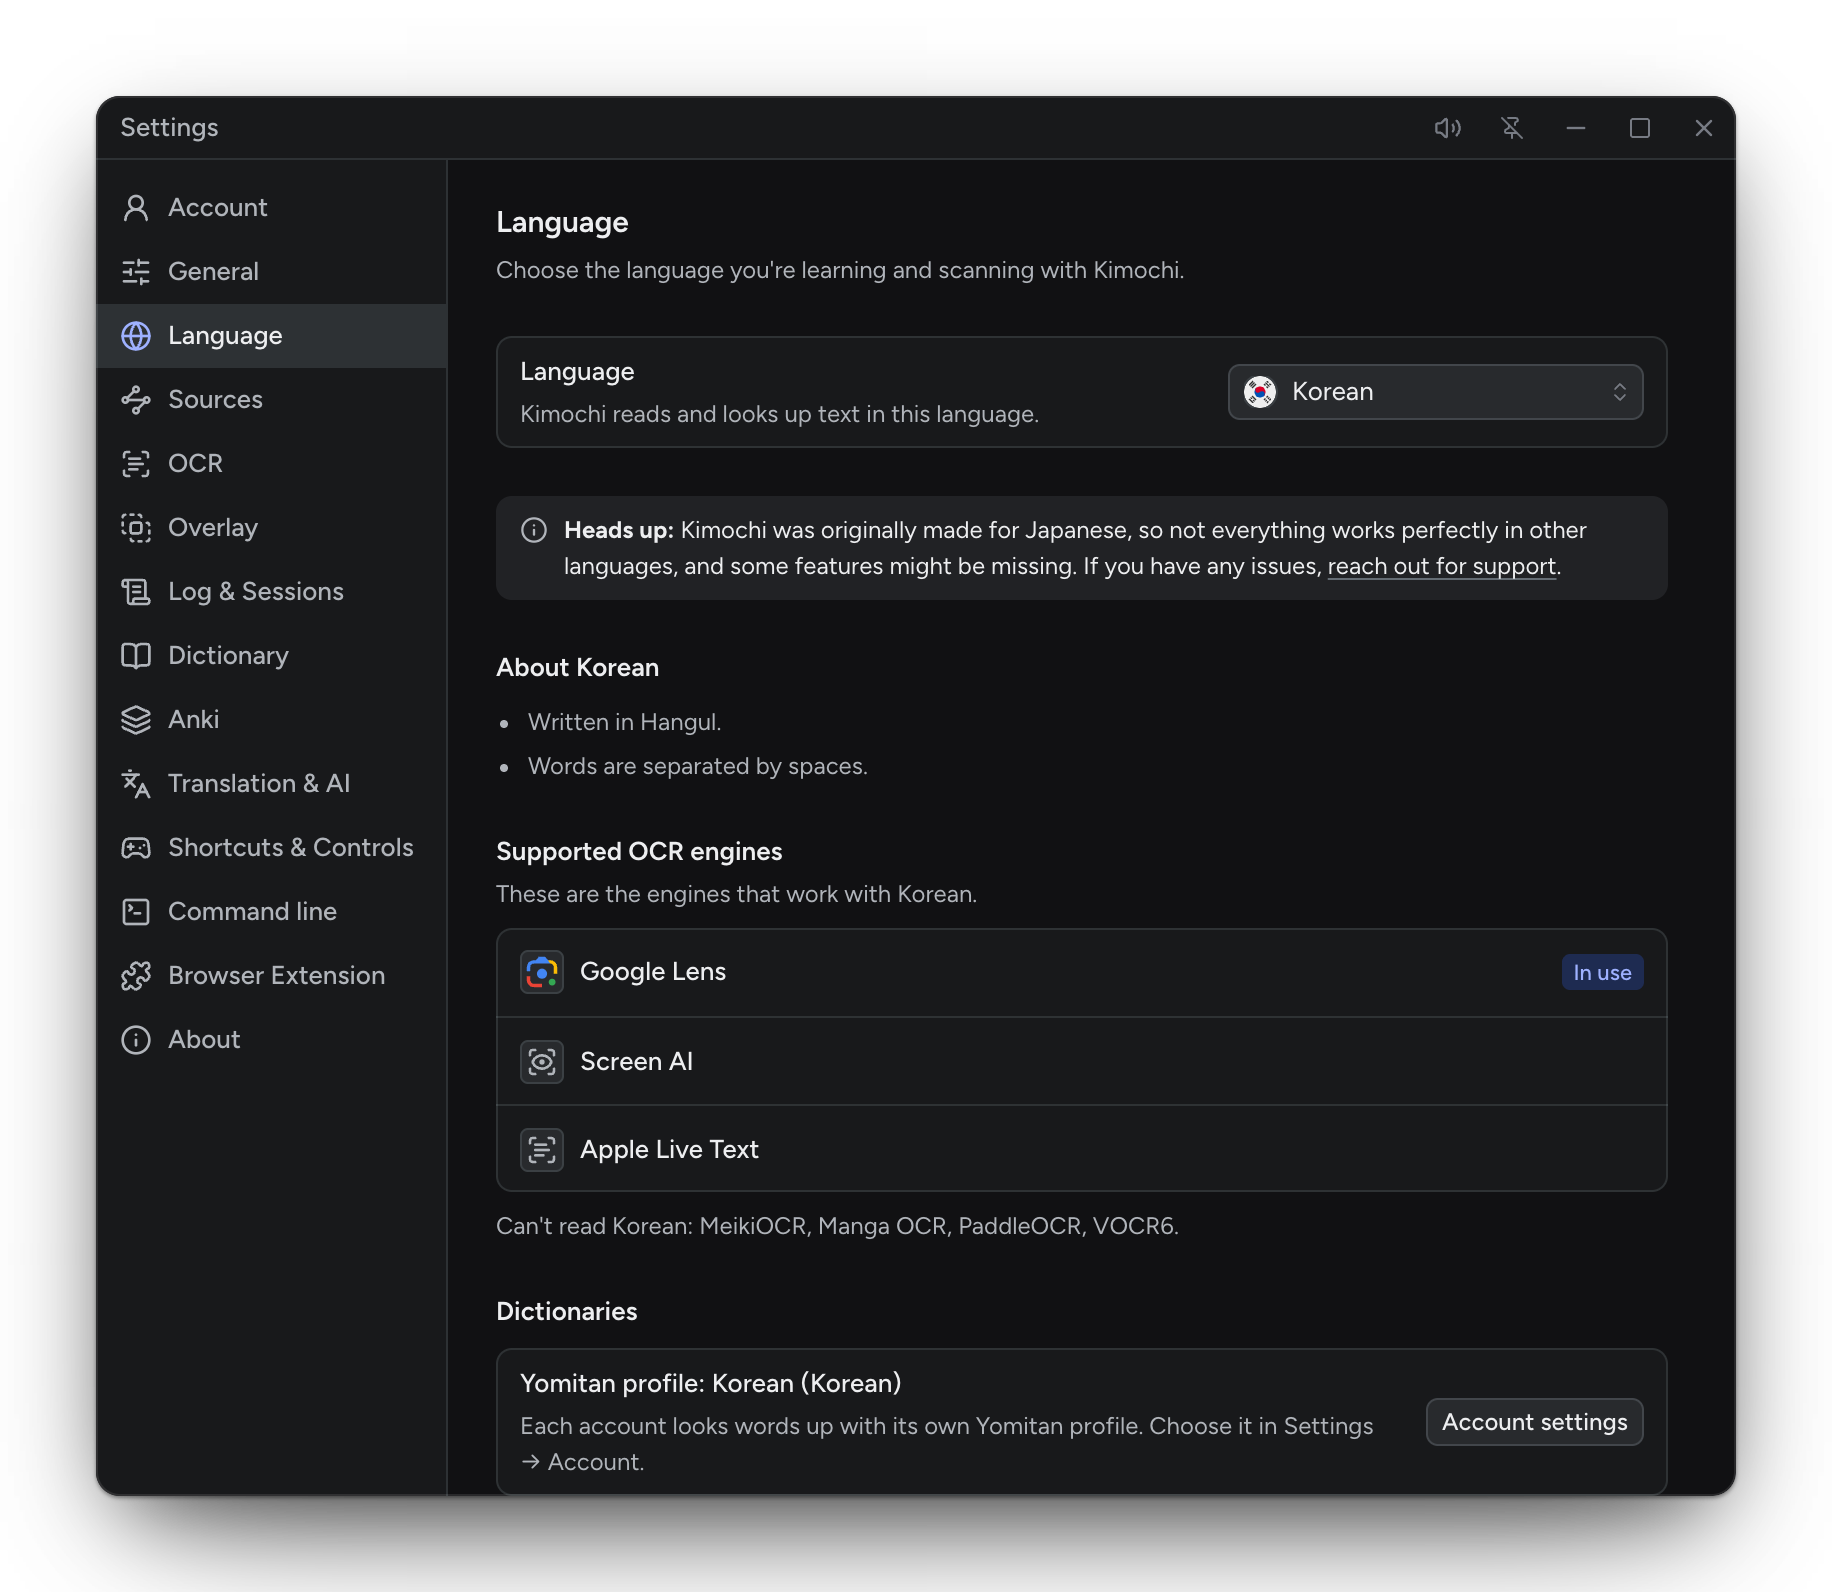 Settings
Account
General
Language
Sources
OCR
Overlay
Log & Sessions
Dictionary
Anki
Translation & AI
Shortcuts & Controls
Command line
Browser Extension
About
Language
Choose the language you're learning and scanning with Kimochi.
Language
Kimochi reads and looks up text in this language.
Korean
Heads up: Kimochi was originally made for Japanese, so not everything works perfectly in other
languages, and some features might be missing. If you have any issues, reach out for support.
About Korean
• Written in Hangul.
• Words are separated by spaces.
Supported OCR engines
These are the engines that work with Korean.
Google Lens
In use
Screen AI
Apple Live Text
Can't read Korean: MeikiOCR, Manga OCR, PaddleOCR, VOCR6.
Dictionaries
Yomitan profile: Korean (Korean)
Each account looks words up with its own Yomitan profile. Choose it in Settings
→ Account.
Account settings